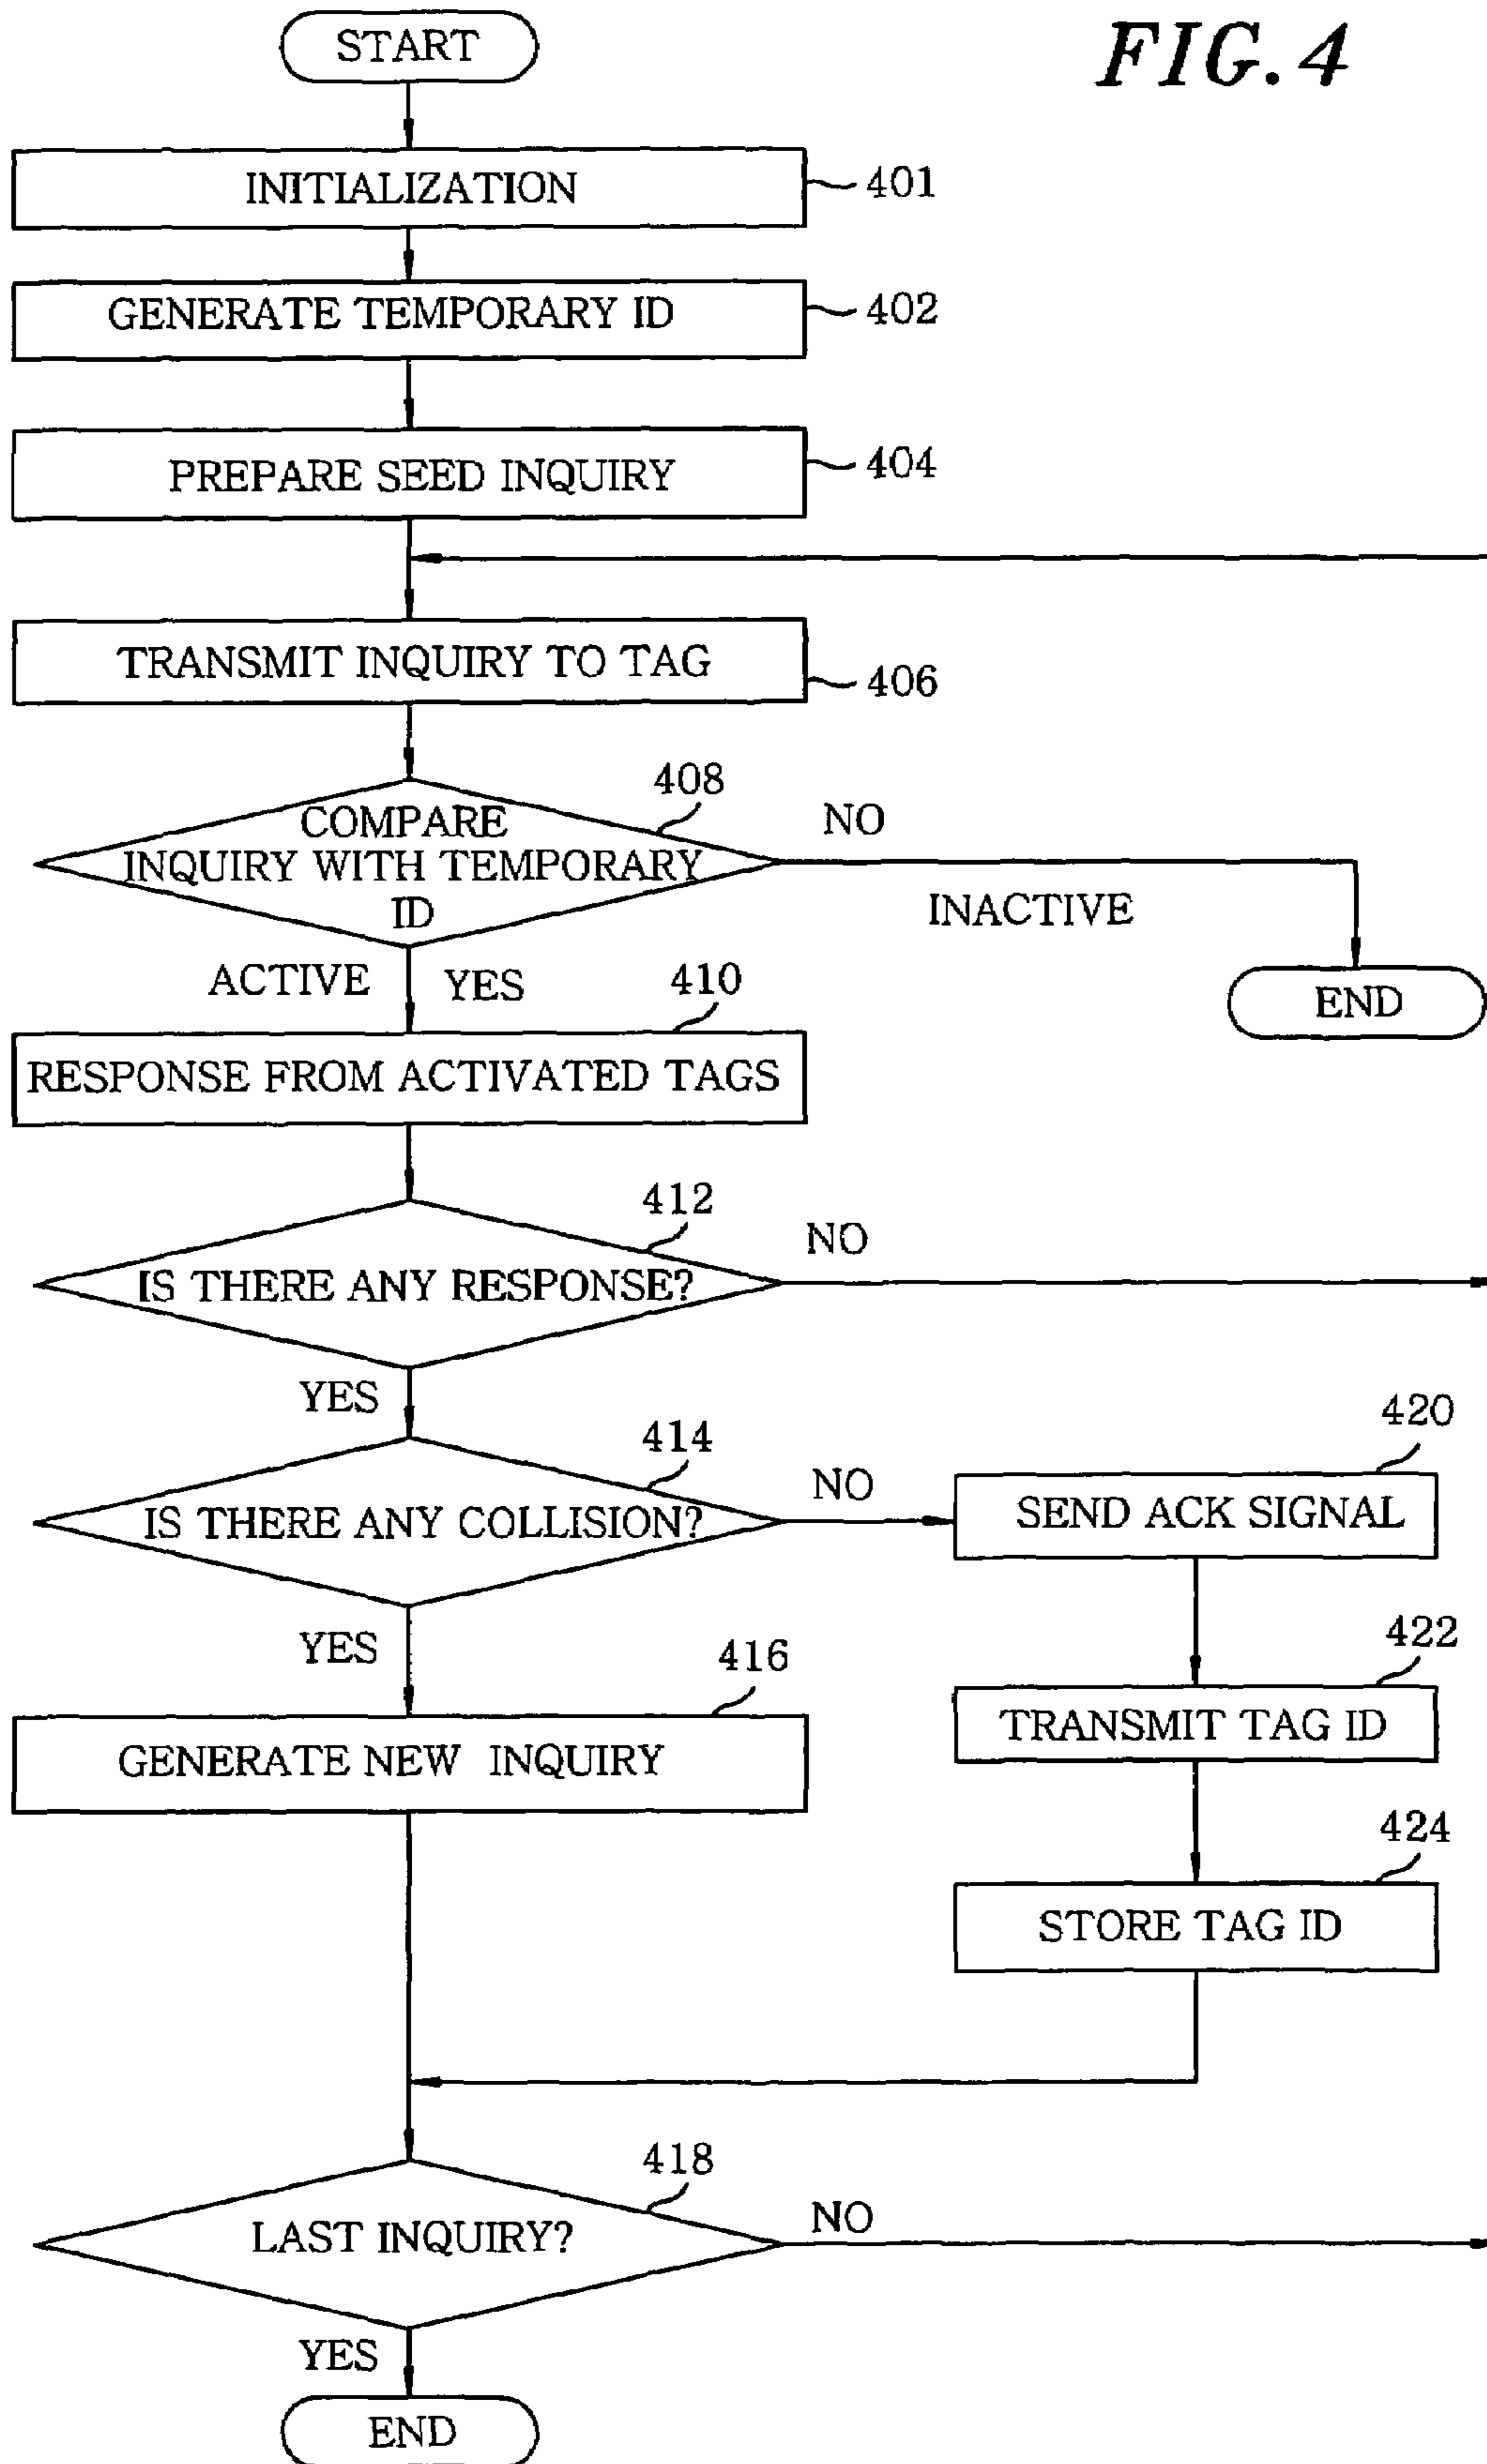 FIG. 4
START
INITIALIZATION
401
GENERATE TEMPORARY ID
402
PREPARE SEED INQUIRY
404
TRANSMIT INQUIRY TO TAG
406
408
COMPARE
INQUIRY WITH TEMPORARY
ID
NO
INACTIVE
END
ACTIVE
YES
410
RESPONSE FROM ACTIVATED TAGS
412
IS THERE ANY RESPONSE?
NO
YES
414
IS THERE ANY COLLISION?
NO
420
SEND ACK SIGNAL
YES
416
GENERATE NEW INQUIRY
422
TRANSMIT TAG ID
424
STORE TAG ID
418
LAST INQUIRY?
NO
YES
END